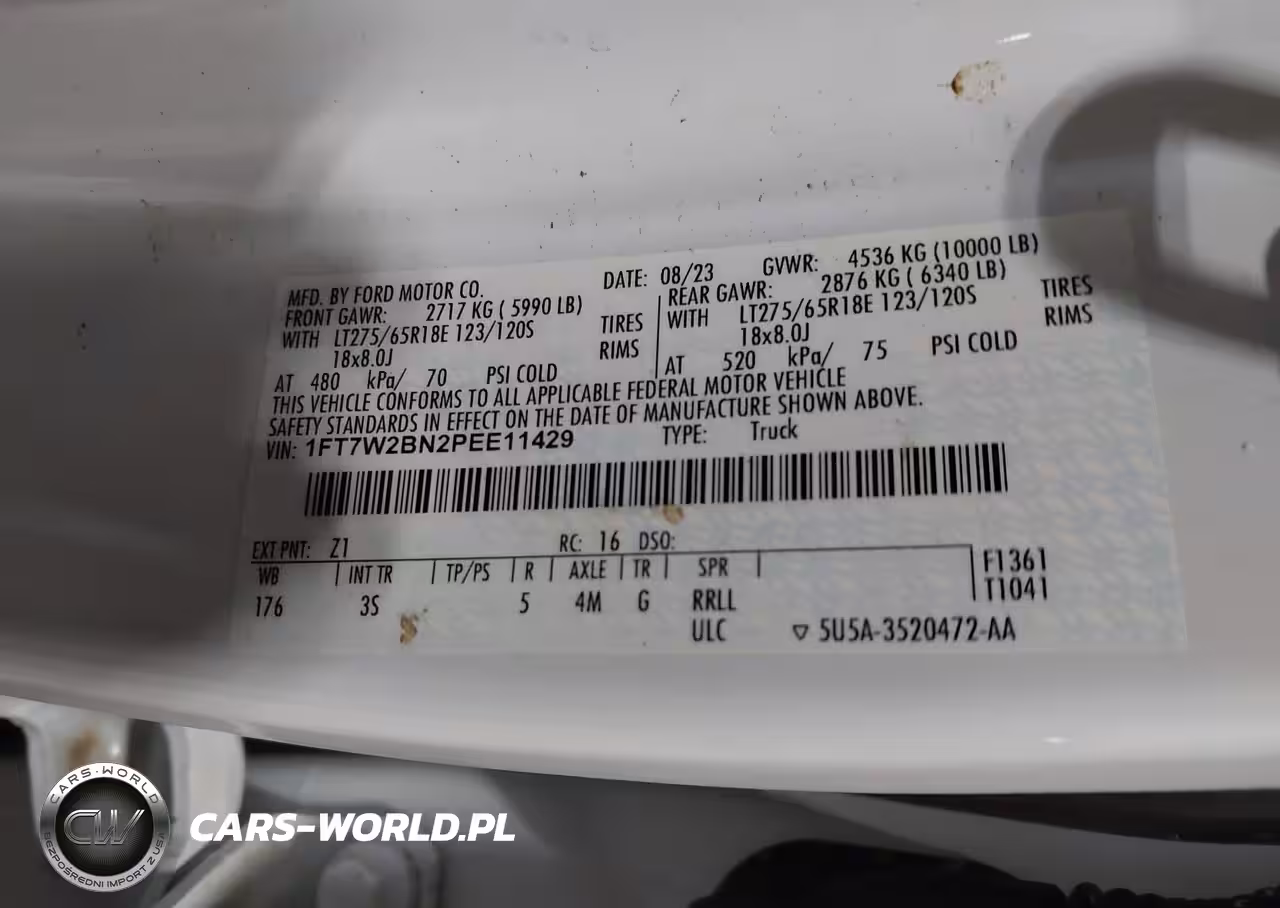 MFD. BY FORD MOTOR CO. DATE: 08/23 GVWR: 4536 KG (10000 LB)
FRONT GAWR: 2717 KG ( 5990 LB) REAR GAWR: 2876 KG ( 6340 LB)
WITH LT275/65R18E 123/120S TIRES WITH LT275/65R18E 123/120S TIRES
18x8.0J RIMS 18x8.0J RIMS
AT 480 kPa/ 70 PSI COLD AT 520 kPa/ 75 PSI COLD
THIS VEHICLE CONFORMS TO ALL APPLICABLE FEDERAL MOTOR VEHICLE
SAFETY STANDARDS IN EFFECT ON THE DATE OF MANUFACTURE SHOWN ABOVE.
VIN: 1FT7W2BN2PEE11429 TYPE: Truck
EXT PNT: Z1 RC: 16 DSO:
WB INT TR TP/PS R AXLE TR SPR F1361
176 3S 5 4M G RRLL T1041
ULC ▽ 5U5A-3520472-AA
CARS-WORLD
CW
BEZPOŚREDNI IMPORT Z USA
CARS-WORLD.PL